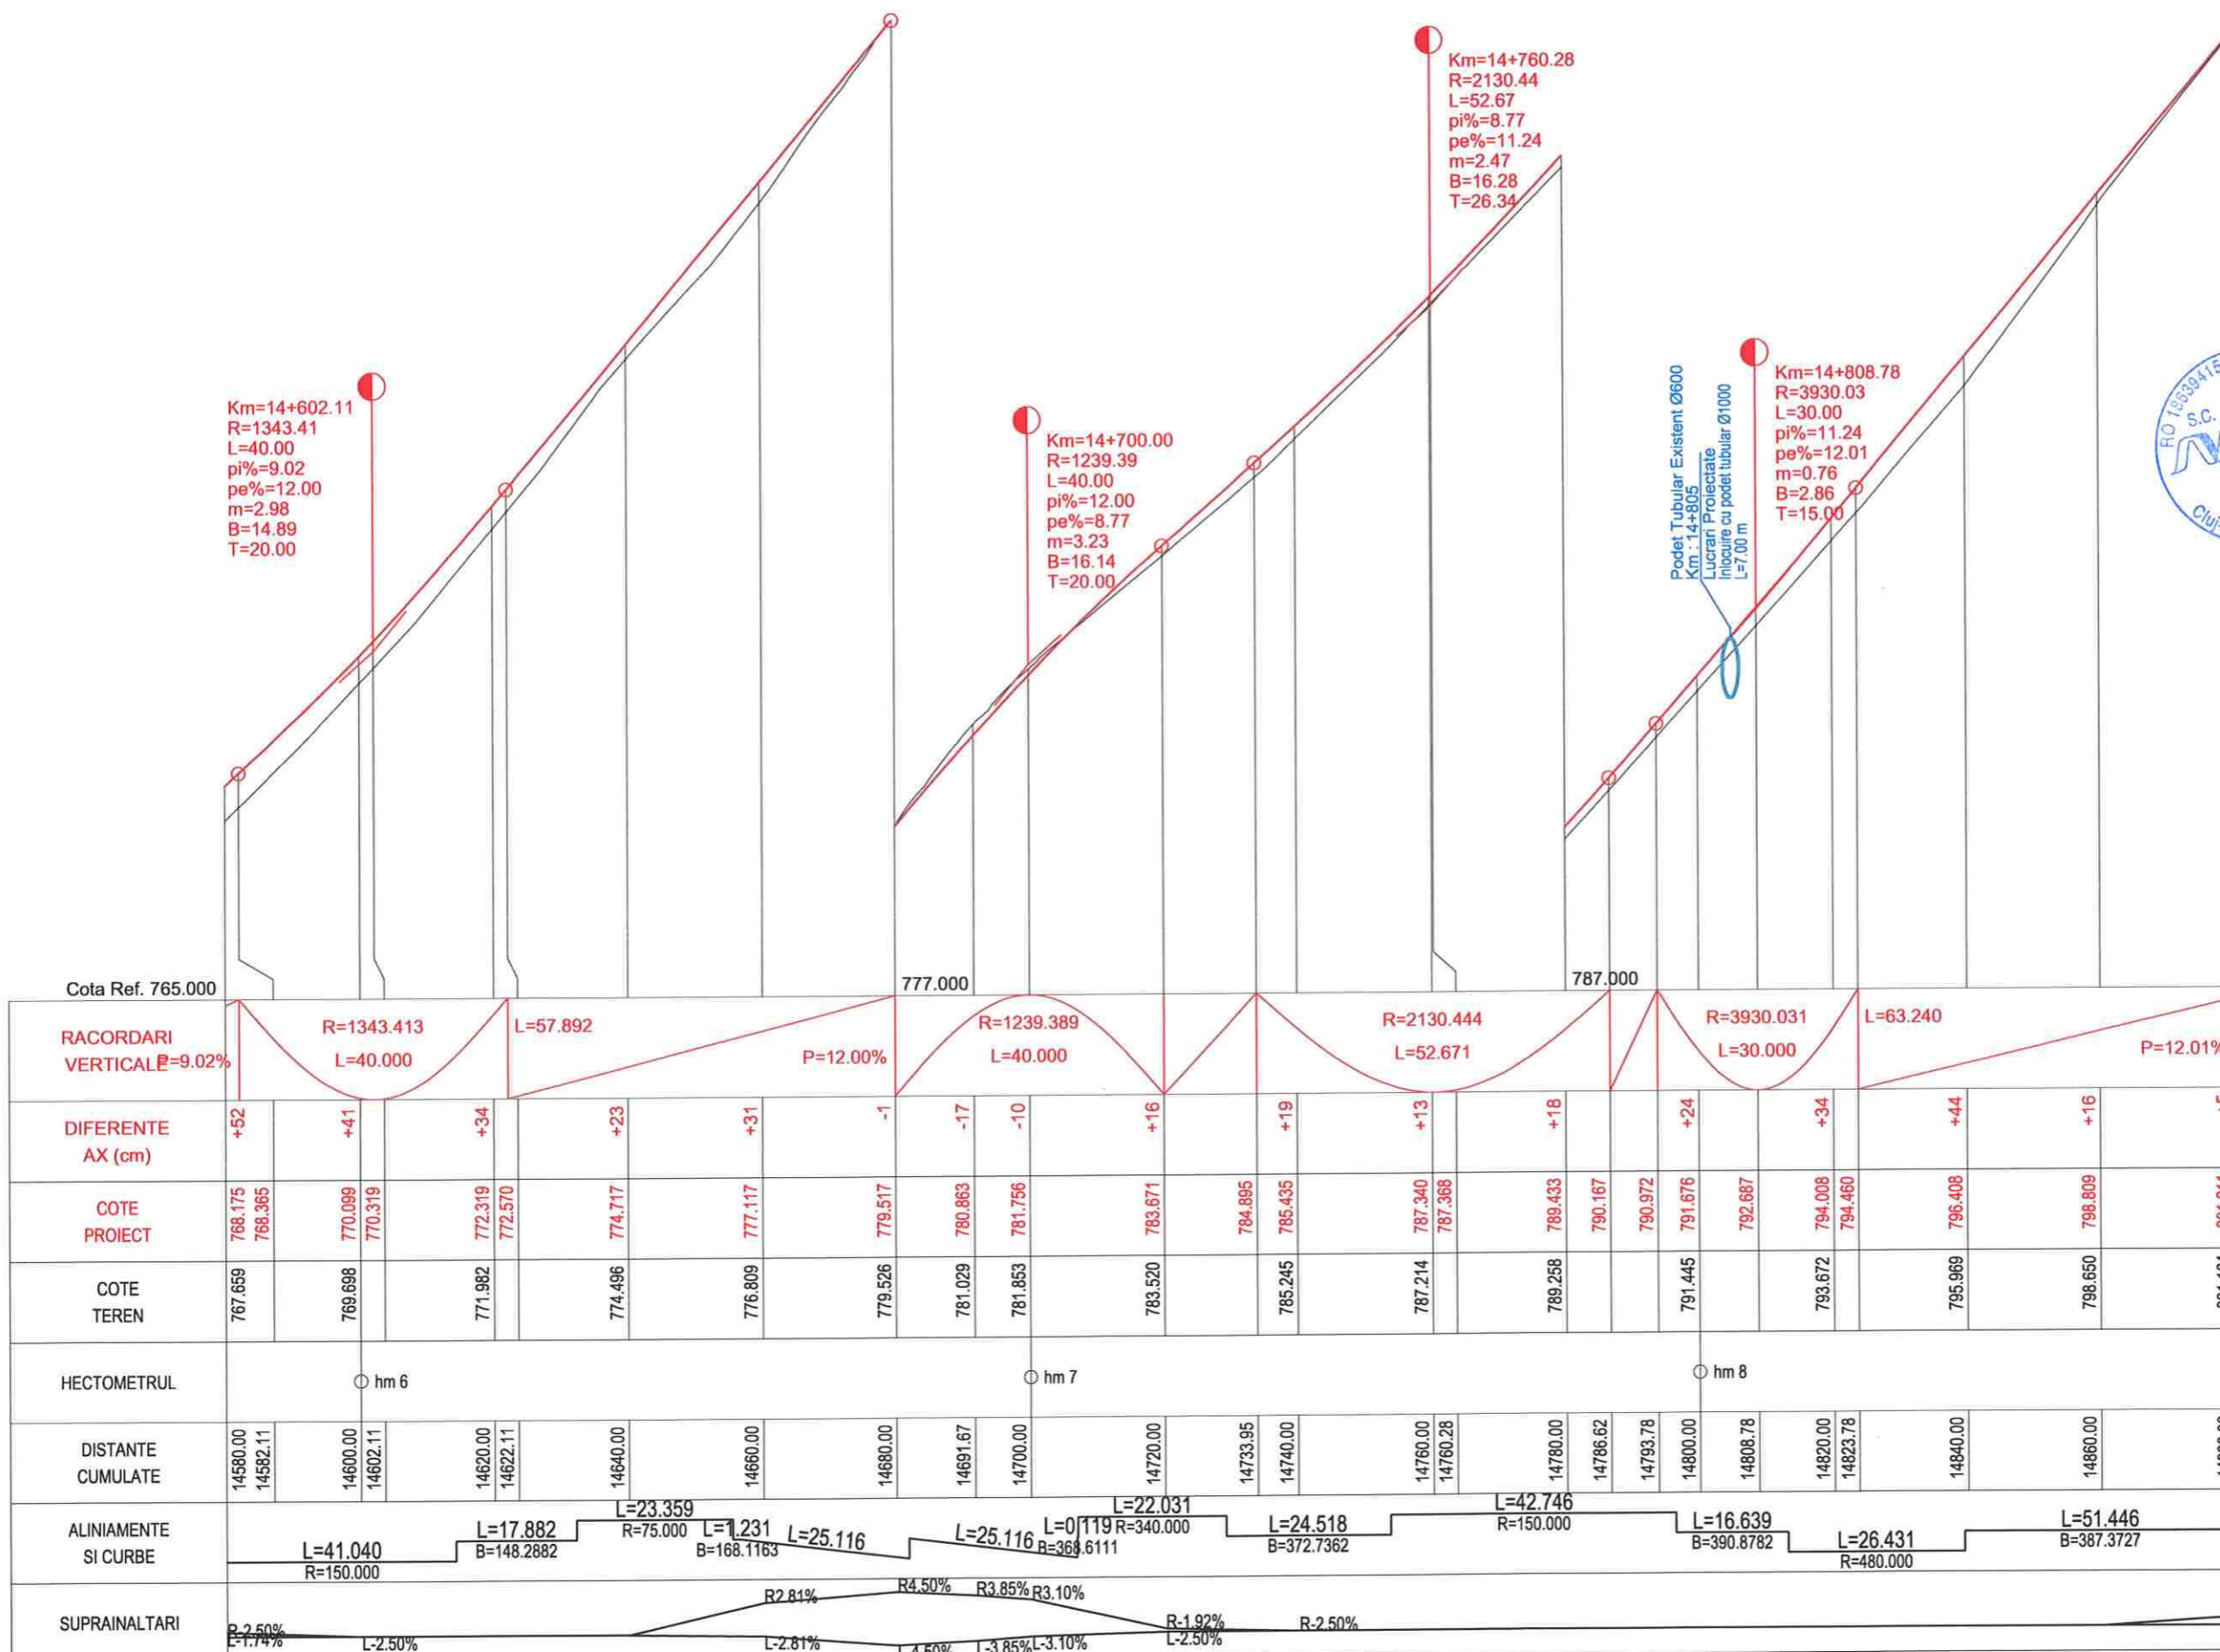 Km=14+602.11
R=1343.41
L=40.00
pi%=9.02
pe%=12.00
m=2.98
B=14.89
T=20.00
Km=14+700.00
R=1239.39
L=40.00
pi%=12.00
pe%=8.77
m=3.23
B=16.14
T=20.00
Km=14+760.28
R=2130.44
L=52.67
pi%=8.77
pe%=11.24
m=2.47
B=16.28
T=26.34
Podet Tubular Existent Ø600
Km : 14+805
Lucrari Proiectate
Inlocuire cu podet tubular Ø1000
L=7.00 m
Km=14+808.78
R=3930.03
L=30.00
pi%=11.24
pe%=12.01
m=0.76
B=2.86
T=15.00
RO 18639415
S.C.
Cluj
Cota Ref. 765.000
777.000
787.000
RACORDARI
VERTICALE
P=9.02%
R=1343.413
L=40.000
L=57.892
P=12.00%
R=1239.389
L=40.000
R=2130.444
L=52.671
R=3930.031
L=30.000
L=63.240
P=12.01%
DIFERENTE
AX (cm)
+52 +41 +34 +23 +31 -1 -17 -10 +16 +19 +13 +18 +24 +34 +44 +16
COTE
PROIECT
768.175 768.365 770.099 770.319 772.319 772.570 774.717 777.117 779.517 780.863 781.756 783.671 784.895 785.435 787.340 787.368 789.433 790.167 790.972 791.676 792.687 794.008 794.460 796.408 798.809
COTE
TEREN
767.659 769.698 771.982 774.496 776.809 779.526 781.029 781.853 783.520 785.245 787.214 789.258 791.445 793.672 795.969 798.650
HECTOMETRUL
hm 6
hm 7
hm 8
DISTANTE
CUMULATE
14580.00 14582.11 14600.00 14602.11 14620.00 14622.11 14640.00 14660.00 14680.00 14691.67 14700.00 14720.00 14733.95 14740.00 14760.00 14760.28 14780.00 14786.62 14793.78 14800.00 14808.78 14820.00 14823.78 14840.00 14860.00
ALINIAMENTE
SI CURBE
L=41.040
R=150.000
L=17.882
B=148.2882
L=23.359
R=75.000
L=1.231
B=168.1163
L=25.116
L=25.116
L=0.119
B=368.6111
L=22.031
R=340.000
L=24.518
B=372.7362
L=42.746
R=150.000
L=16.639
B=390.8782
L=26.431
R=480.000
L=51.446
B=387.3727
SUPRAINALTARI
R-2.50%
L-1.74%
L-2.50%
R2.81%
L-2.81%
R4.50%
R3.85%
L-3.85%
R3.10%
L-3.10%
R-1.92%
L-2.50%
R-2.50%